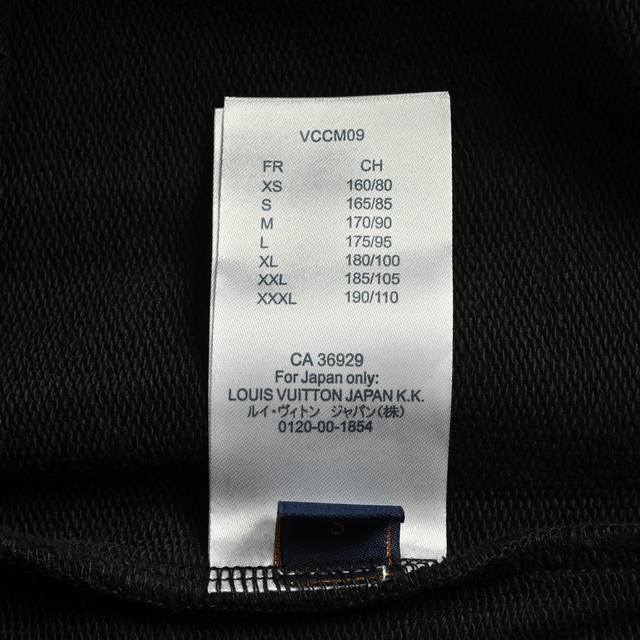 VCCM09
FR CH
XS 160/80
S 165/85
M 170/90
L 175/95
XL 180/100
XXL 185/105
XXXL 190/110
CA 36929
For Japan only:
LOUIS VUITTON JAPAN K.K.
ルイ・ヴィトン ジャパン(株)
0120-00-1854
S